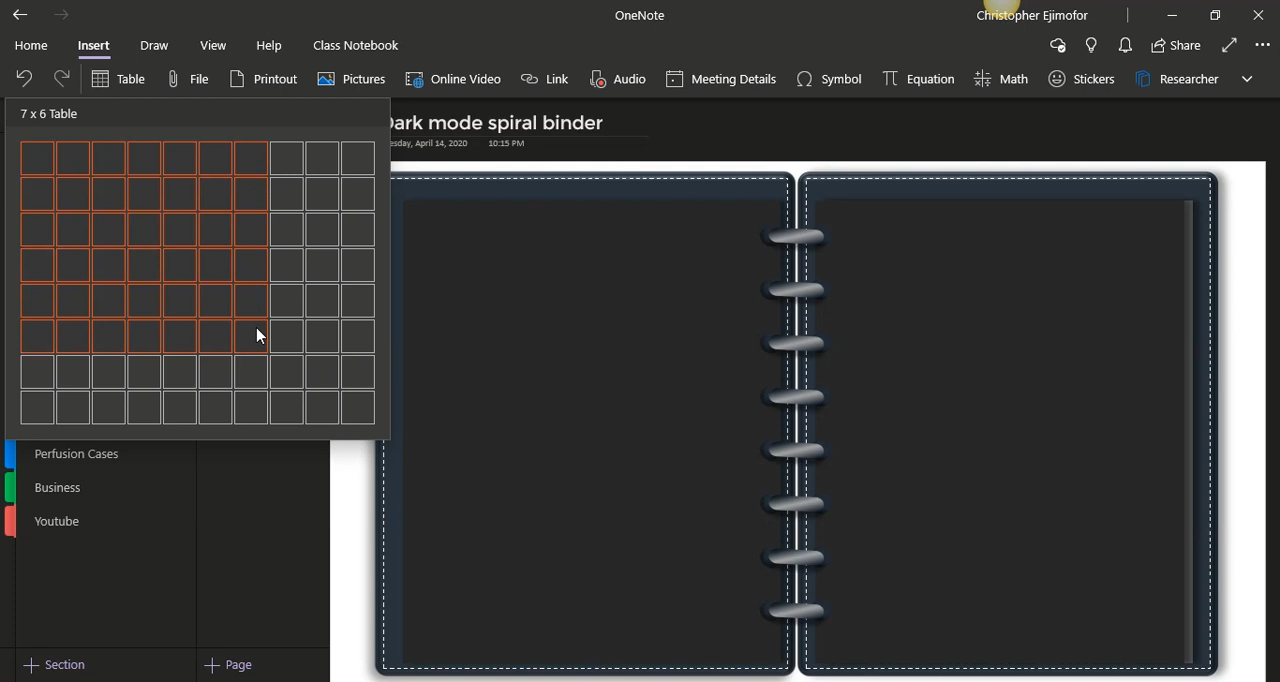 OneNote
Christopher Ejimofor
Home Insert Draw View Help Class Notebook
Share
Table File Printout Pictures Online Video Link Audio Meeting Details Symbol Equation Math Stickers Researcher
7 x 6 Table
ark mode spiral binder
esday, April 14, 2020 10:15 PM
Perfusion Cases
Business
Youtube
Section Page